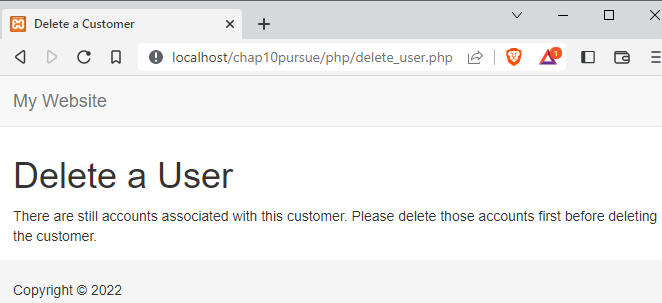 Delete a Customer
localhost/chap10pursue/php/delete_user.php
1
My Website
Delete a User
There are still accounts associated with this customer. Please delete those accounts first before deleting
the customer.
Copyright © 2022